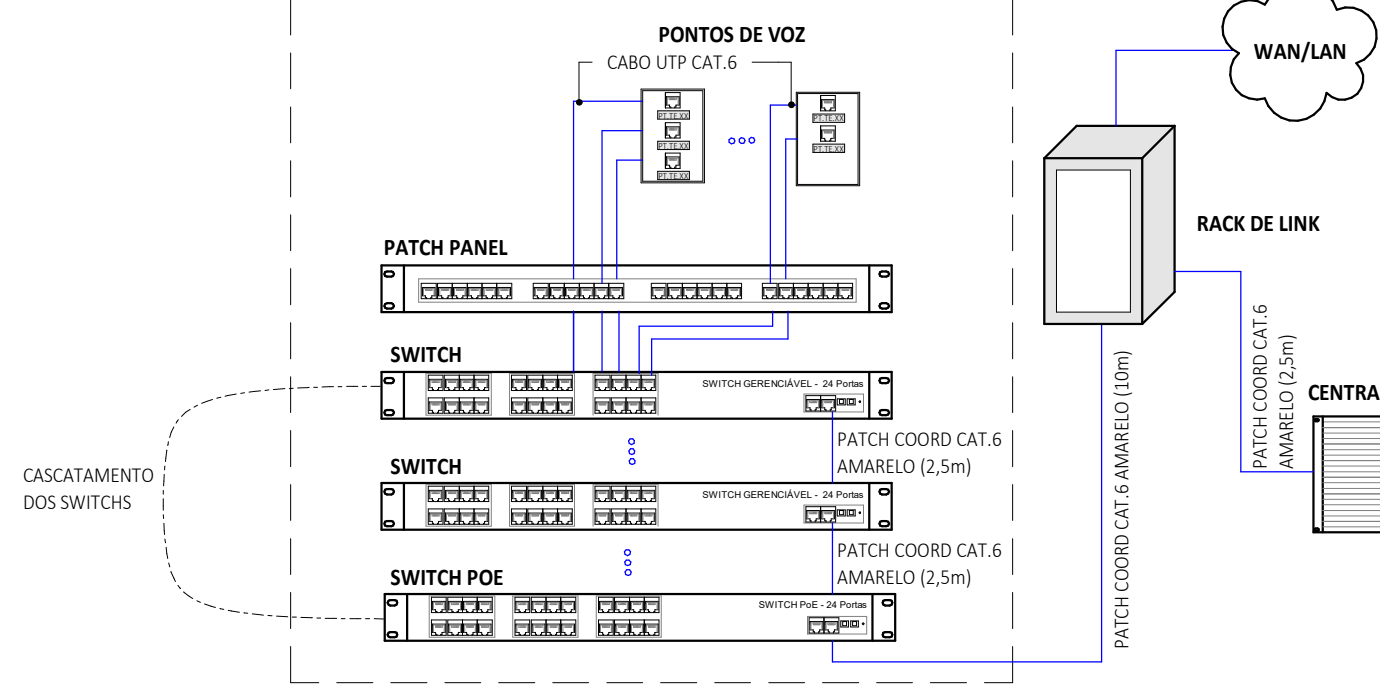 PONTOS DE VOZ
CABO UTP CAT.6
WAN/LAN
PT.TE.XX
PT.TE.XX
PT.TE.XX
PT.TE.XX
PT.TE.XX
RACK DE LINK
PATCH PANEL
SWITCH
SWITCH GERENCIÁVEL - 24 Portas
PATCH COORD CAT.6
AMARELO (2,5m)
CASCATAMENTO
DOS SWITCHS
SWITCH
SWITCH GERENCIÁVEL - 24 Portas
PATCH COORD CAT.6
AMARELO (2,5m)
SWITCH POE
SWITCH PoE - 24 Portas
PATCH COORD CAT.6 AMARELO (10m)
PATCH COORD CAT.6
AMARELO (2,5m)
CENTRA